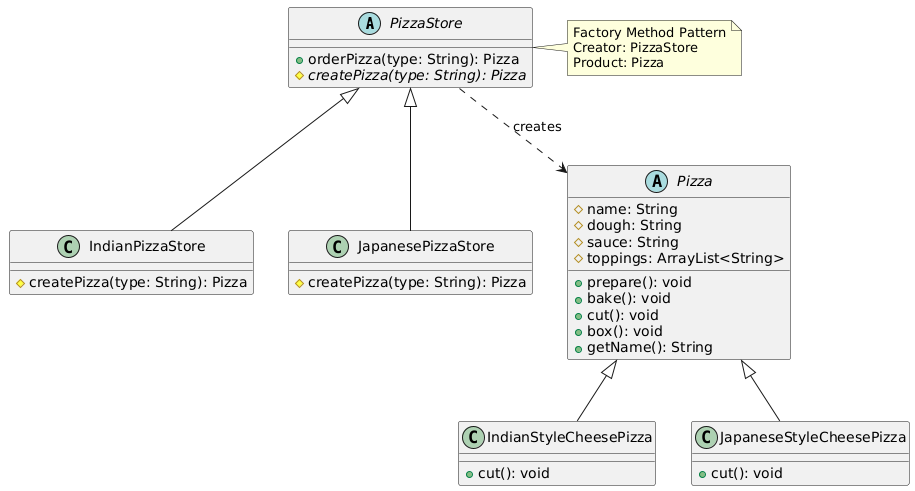 A PizzaStore
orderPizza(type: String): Pizza
createPizza(type: String): Pizza
Factory Method Pattern
Creator: PizzaStore
Product: Pizza
creates
A Pizza
name: String
dough: String
sauce: String
toppings: ArrayList<String>
prepare(): void
bake(): void
cut(): void
box(): void
getName(): String
C IndianPizzaStore
createPizza(type: String): Pizza
C JapanesePizzaStore
createPizza(type: String): Pizza
C IndianStyleCheesePizza
cut(): void
C JapaneseStyleCheesePizza
cut(): void